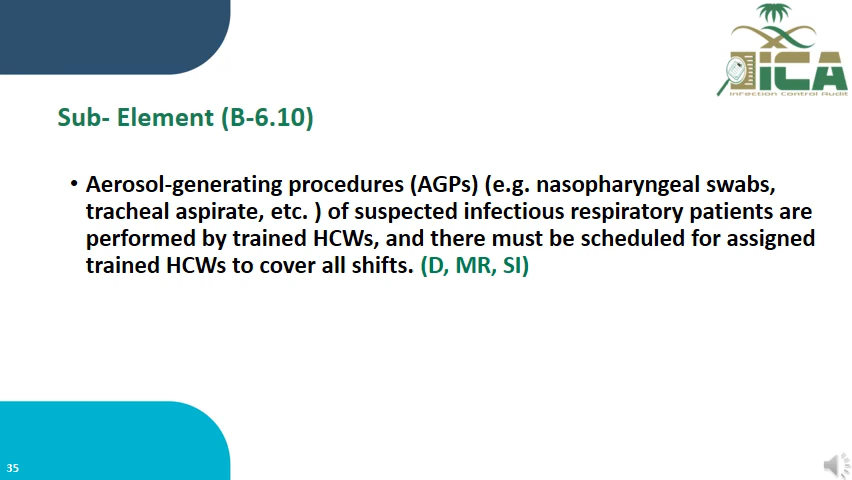 iCA
Infection Control Audit
Sub- Element (B-6.10)
• Aerosol-generating procedures (AGPs) (e.g. nasopharyngeal swabs,
tracheal aspirate, etc. ) of suspected infectious respiratory patients are
performed by trained HCWs, and there must be scheduled for assigned
trained HCWs to cover all shifts. (D, MR, SI)
35